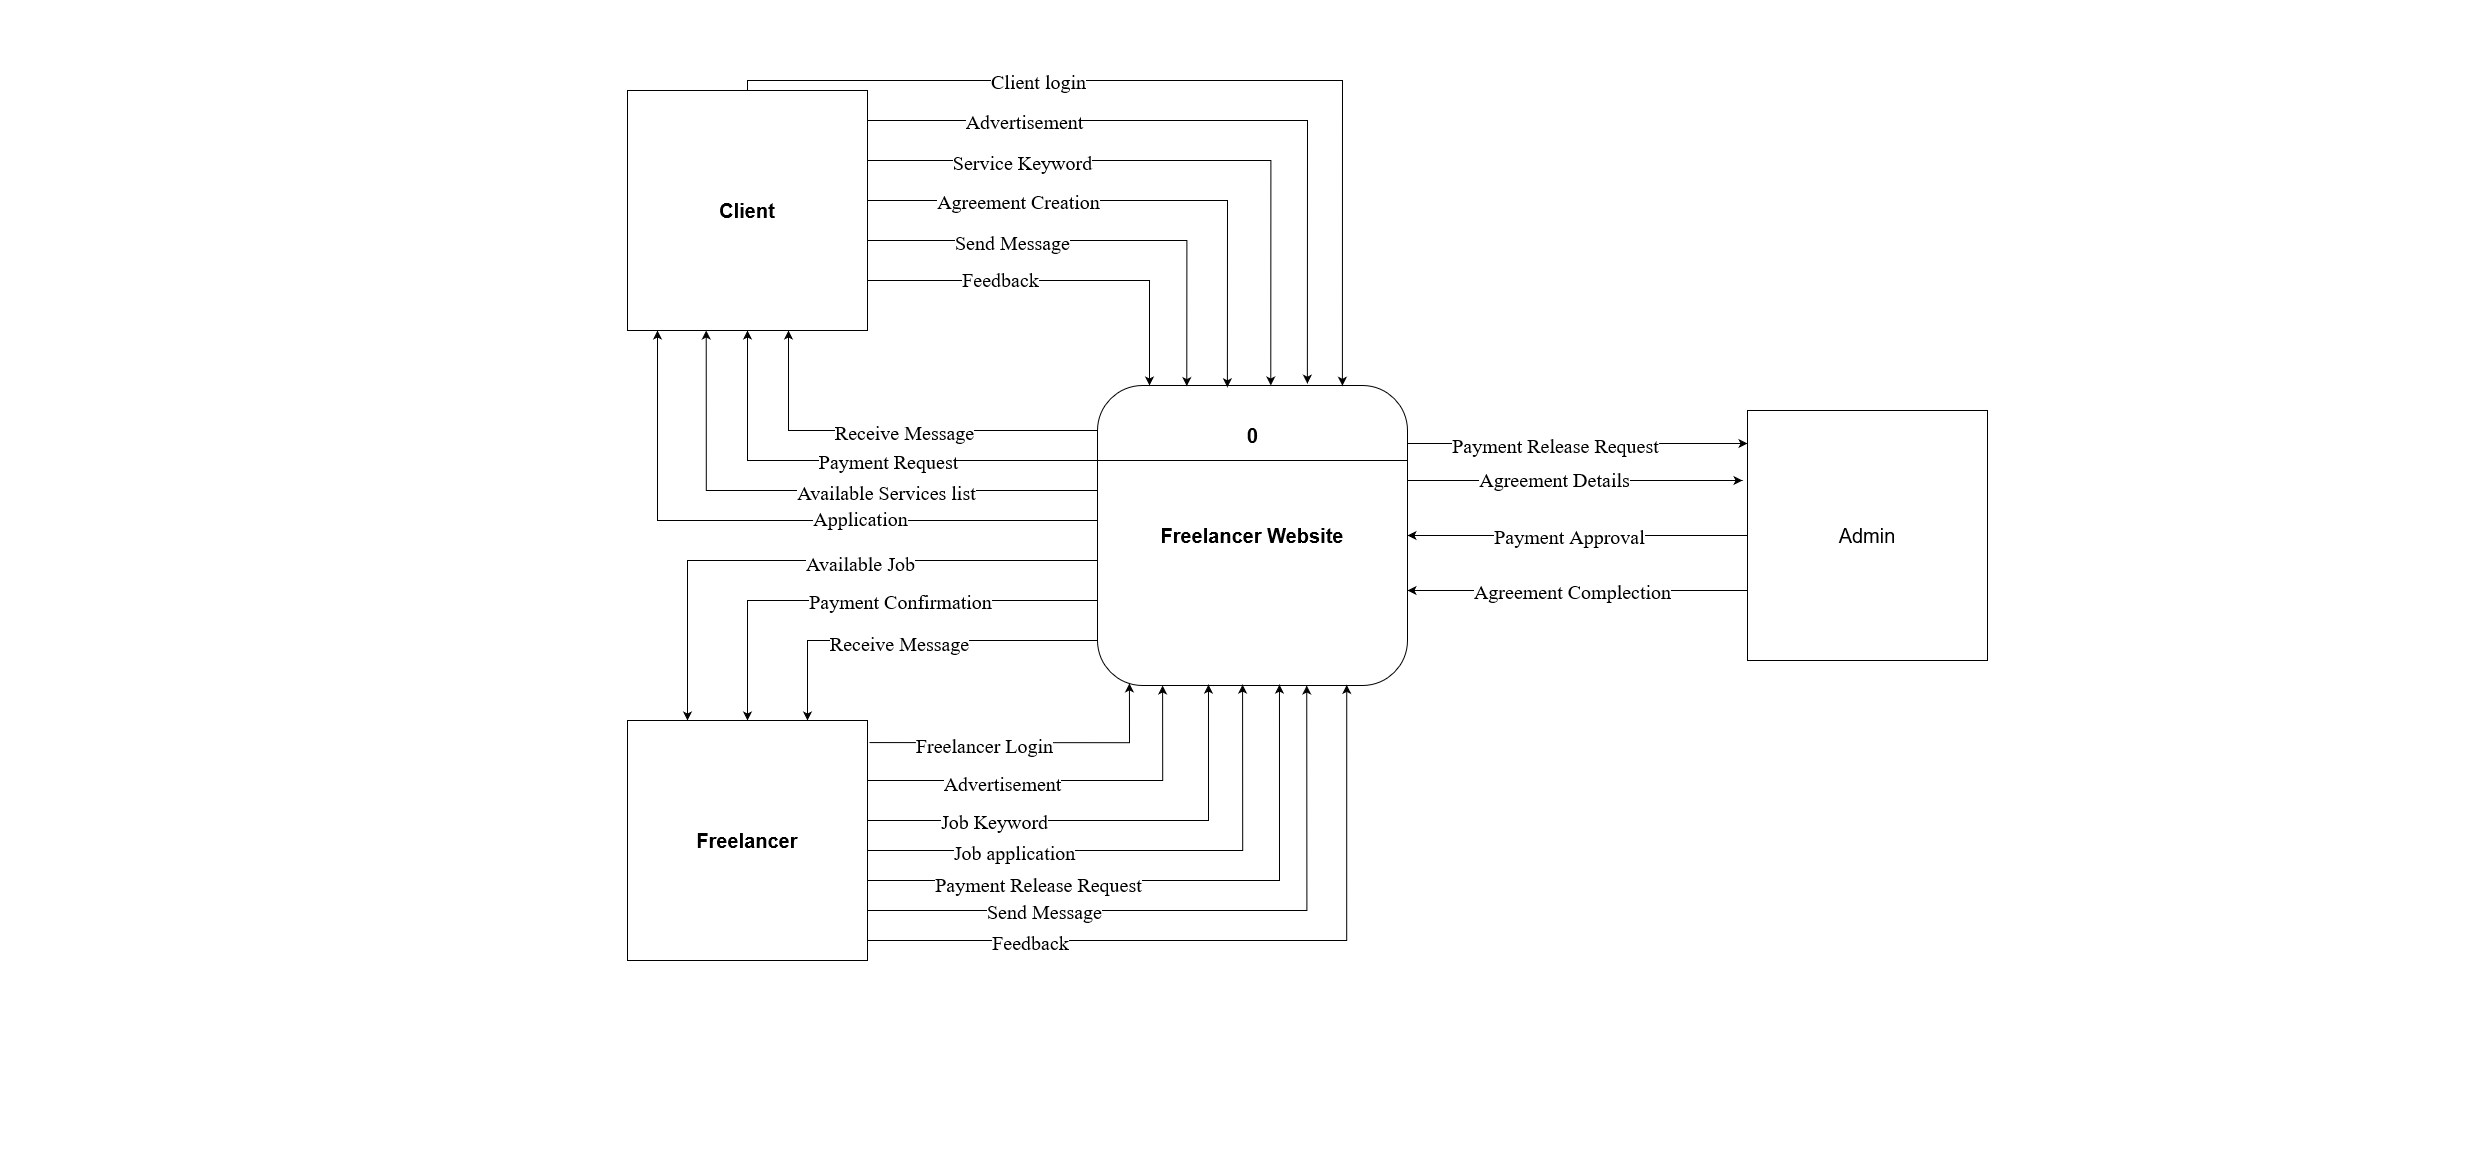 Client login
Advertisement
Service Keyword
Agreement Creation
Send Message
Feedback
Client
Receive Message
Payment Request
Available Services list
Application
0
Freelancer Website
Payment Release Request
Agreement Details
Payment Approval
Agreement Complection
Admin
Available Job
Payment Confirmation
Receive Message
Freelancer
Freelancer Login
Advertisement
Job Keyword
Job application
Payment Release Request
Send Message
Feedback